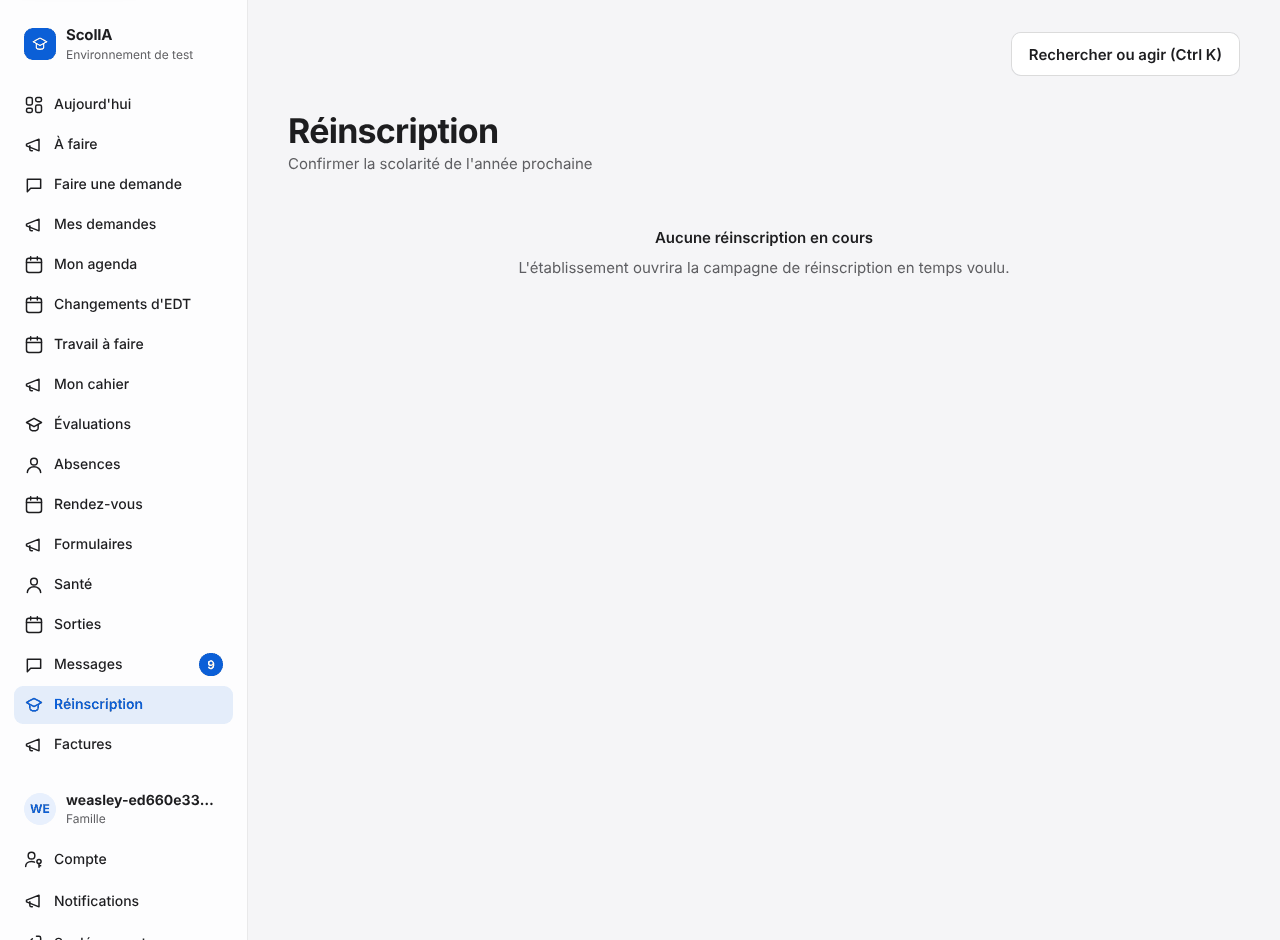 ScolIA
Environnement de test
Rechercher ou agir (Ctrl K)
Aujourd'hui
À faire
Faire une demande
Mes demandes
Mon agenda
Changements d'EDT
Travail à faire
Mon cahier
Évaluations
Absences
Rendez-vous
Formulaires
Santé
Sorties
Messages 9
Réinscription
Factures
WE
weasley-ed660e33...
Famille
Compte
Notifications
Réinscription
Confirmer la scolarité de l'année prochaine
Aucune réinscription en cours
L'établissement ouvrira la campagne de réinscription en temps voulu.